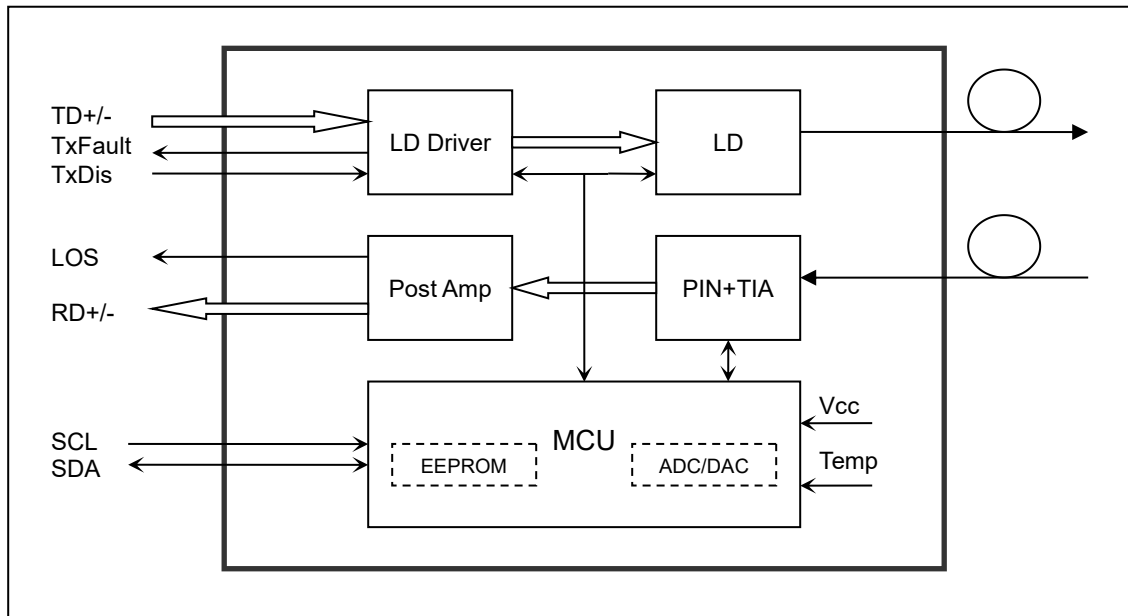 TD+/-
TxFault
TxDis
LD Driver
LD
LOS
RD+/-
Post Amp
PIN+TIA
SCL
SDA
MCU
EEPROM
ADC/DAC
Vcc
Temp